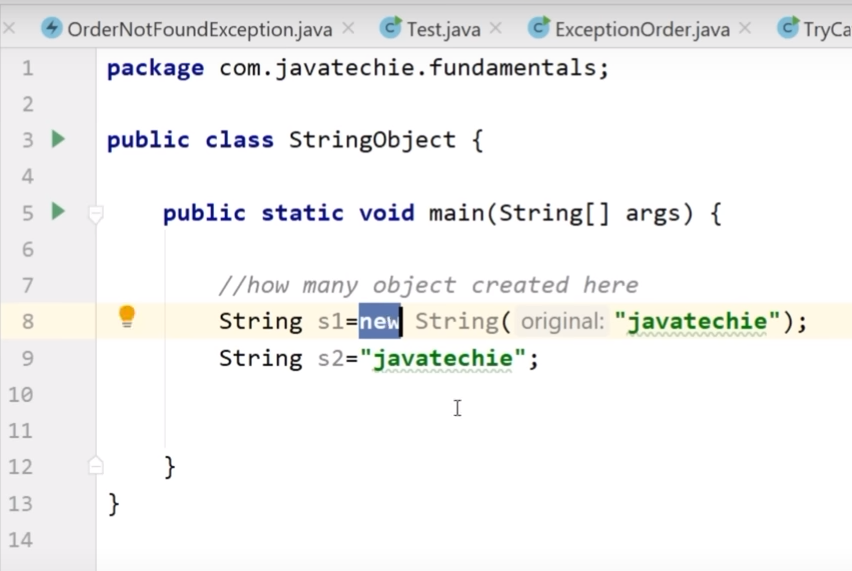 OrderNotFoundException.java Test.java ExceptionOrder.java TryCa
1 package com.javatechie.fundamentals;
2
3 public class StringObject {
4
5 public static void main(String[] args) {
6
7 //how many object created here
8 String s1=new String( original: "javatechie");
9 String s2="javatechie";
10
11
12 }
13 }
14